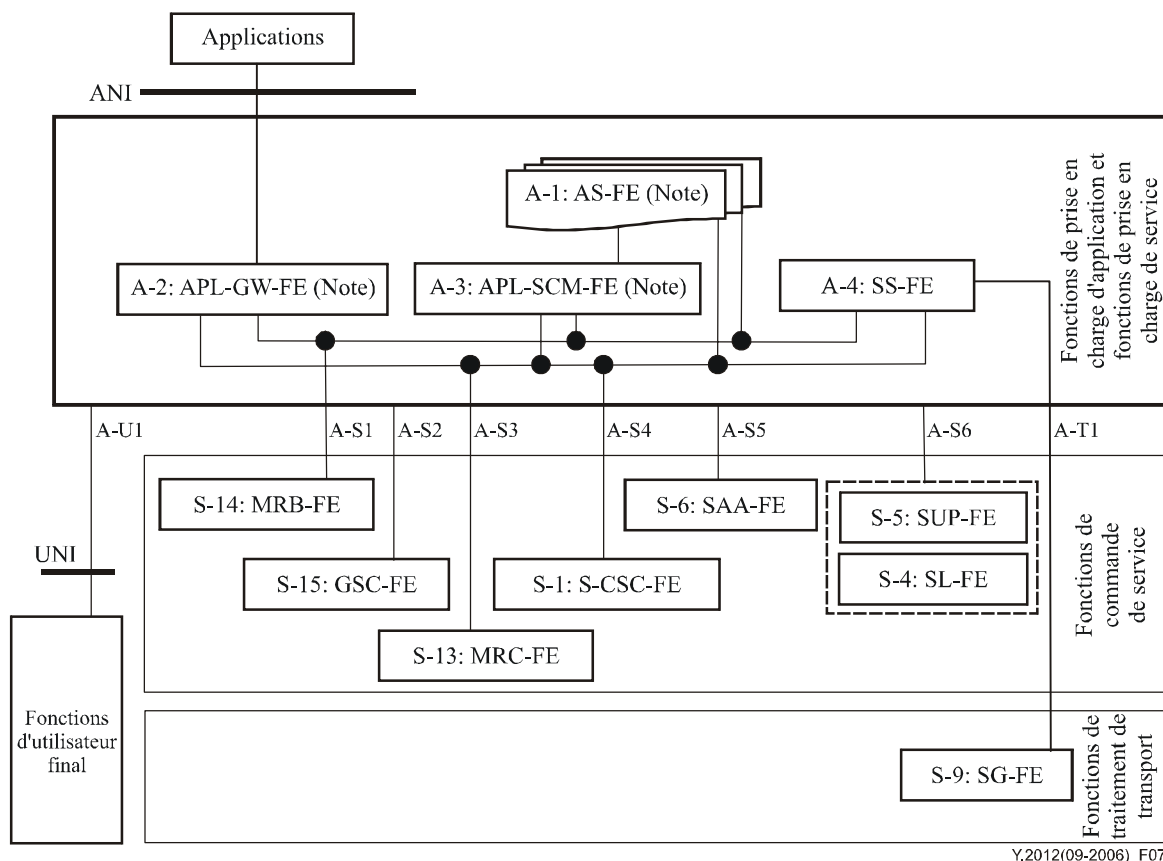 Applications
ANI
A-1: AS-FE (Note)
A-2: APL-GW-FE (Note)
A-3: APL-SCM-FE (Note)
A-4: SS-FE
Fonctions de prise en
charge d'application et
fonctions de prise en
charge de service
A-U1
A-S1
A-S2
A-S3
A-S4
A-S5
A-S6
A-T1
S-14: MRB-FE
S-6: SAA-FE
S-5: SUP-FE
UNI
S-15: GSC-FE
S-1: S-CSC-FE
S-4: SL-FE
S-13: MRC-FE
Fonctions de
commande
de service
Fonctions
d'utilisateur
final
S-9: SG-FE
Fonctions de
traitement de
transport
Y.2012(09-2006)_F07